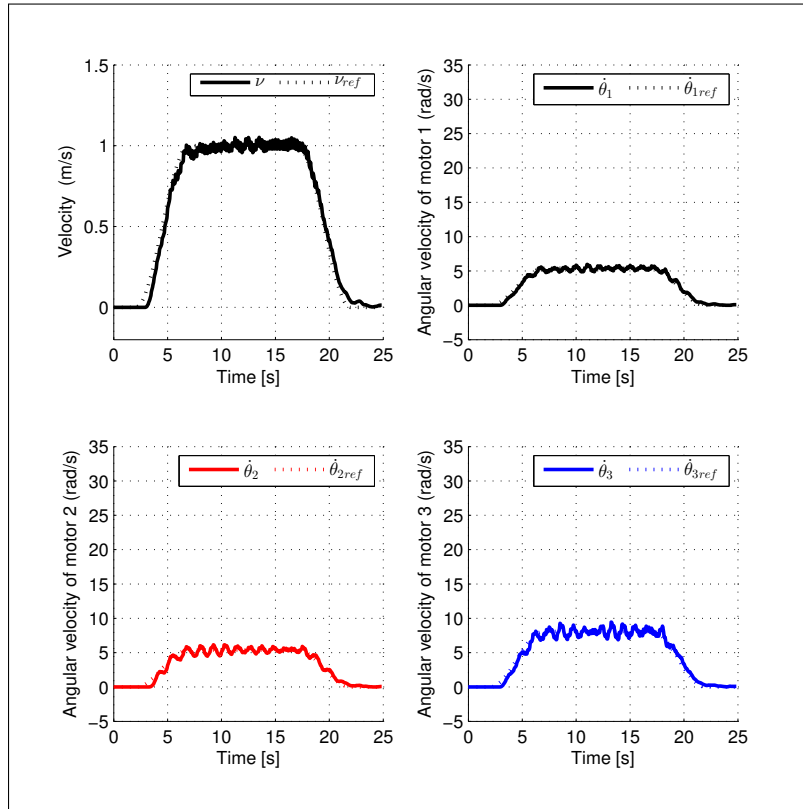 1.5
1
0.5
0
ν ν_ref
Velocity (m/s)
0 5 10 15 20 25
Time [s]
35
30
25
20
15
10
5
0
−5
θ̇₁ θ̇_1ref
Angular velocity of motor 1 (rad/s)
0 5 10 15 20 25
Time [s]
35
30
25
20
15
10
5
0
−5
θ̇₂ θ̇_2ref
Angular velocity of motor 2 (rad/s)
0 5 10 15 20 25
Time [s]
35
30
25
20
15
10
5
0
−5
θ̇₃ θ̇_3ref
Angular velocity of motor 3 (rad/s)
0 5 10 15 20 25
Time [s]